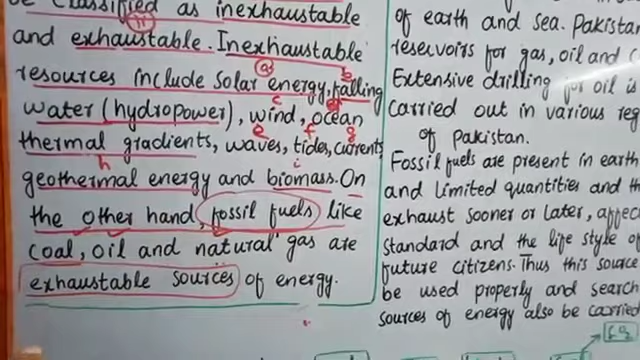 classified as inexhaustable
and exhaustable. Inexhaustable
resources include solar energy, falling
water (hydropower), wind, ocean
thermal gradients, waves, tides, currents
geothermal energy and biomass. On
the other hand, fossil fuels like
coal, oil and natural gas are
exhaustable sources of energy.
of earth and sea. Pakistan
reservoirs for gas, oil and
Extensive drilling for oil is
carried out in various reg
of Pakistan.
Fossil fuels are present in earth
and limited quantities and th
exhaust sooner or later, affec
standard and the life style of
future citizens. Thus this source
be used properly and search
sources of energy also be carried